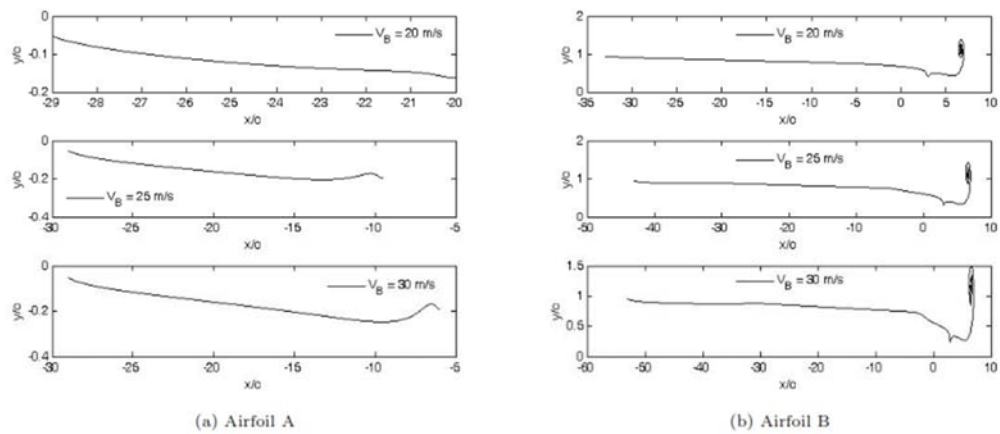 0
-0.1
-0.2
y/c
V_B = 20 m/s
-29 -28 -27 -26 -25 -24 -23 -22 -21 -20
x/c
0
-0.2
-0.4
y/c
V_B = 25 m/s
-30 -25 -20 -15 -10 -5
x/c
0
-0.2
-0.4
y/c
V_B = 30 m/s
-30 -25 -20 -15 -10 -5
x/c
(a) Airfoil A
2
1
0
y/c
V_B = 20 m/s
-35 -30 -25 -20 -15 -10 -5 0 5 10
x/c
2
1
0
y/c
V_B = 25 m/s
-50 -40 -30 -20 -10 0 10
x/c
1.5
1
0.5
0
y/c
V_B = 30 m/s
-60 -50 -40 -30 -20 -10 0 10
x/c
(b) Airfoil B